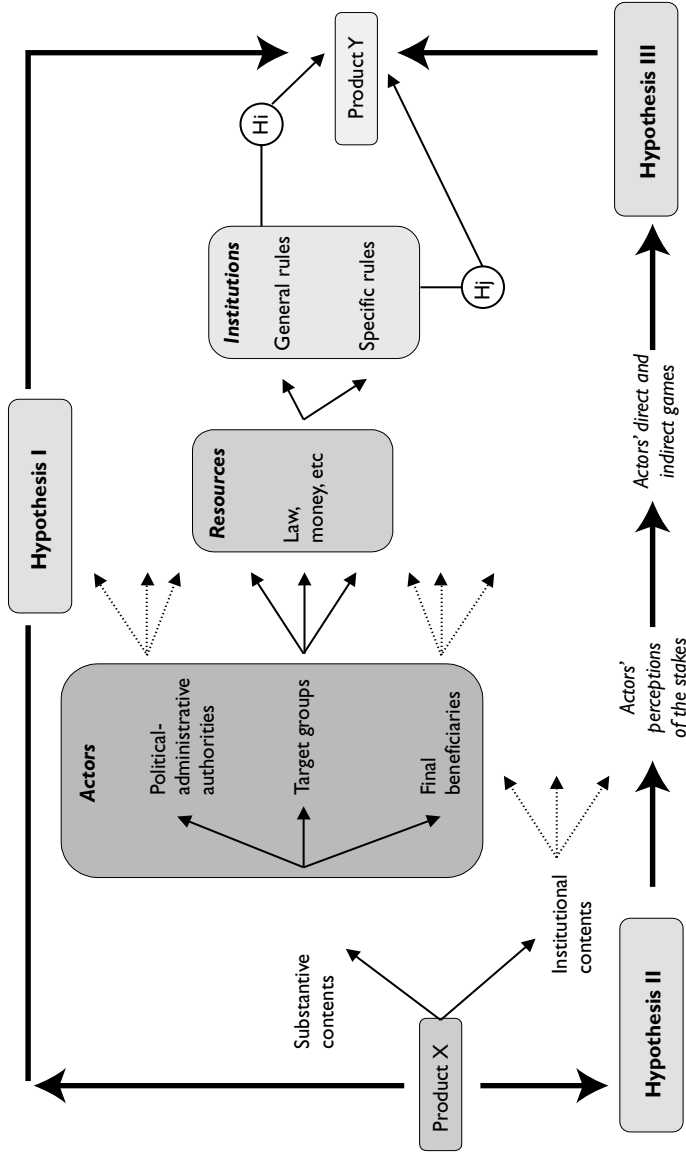 Hypothesis I
Product X
Substantive
contents
Institutional
contents
Actors
Political-
administrative
authorities
Target groups
Final
beneficiaries
Resources
Law,
money, etc
Institutions
General rules
Specific rules
Hi
Hj
Product Y
Hypothesis II
Actors'
perceptions
of the stakes
Actors' direct and
indirect games
Hypothesis III